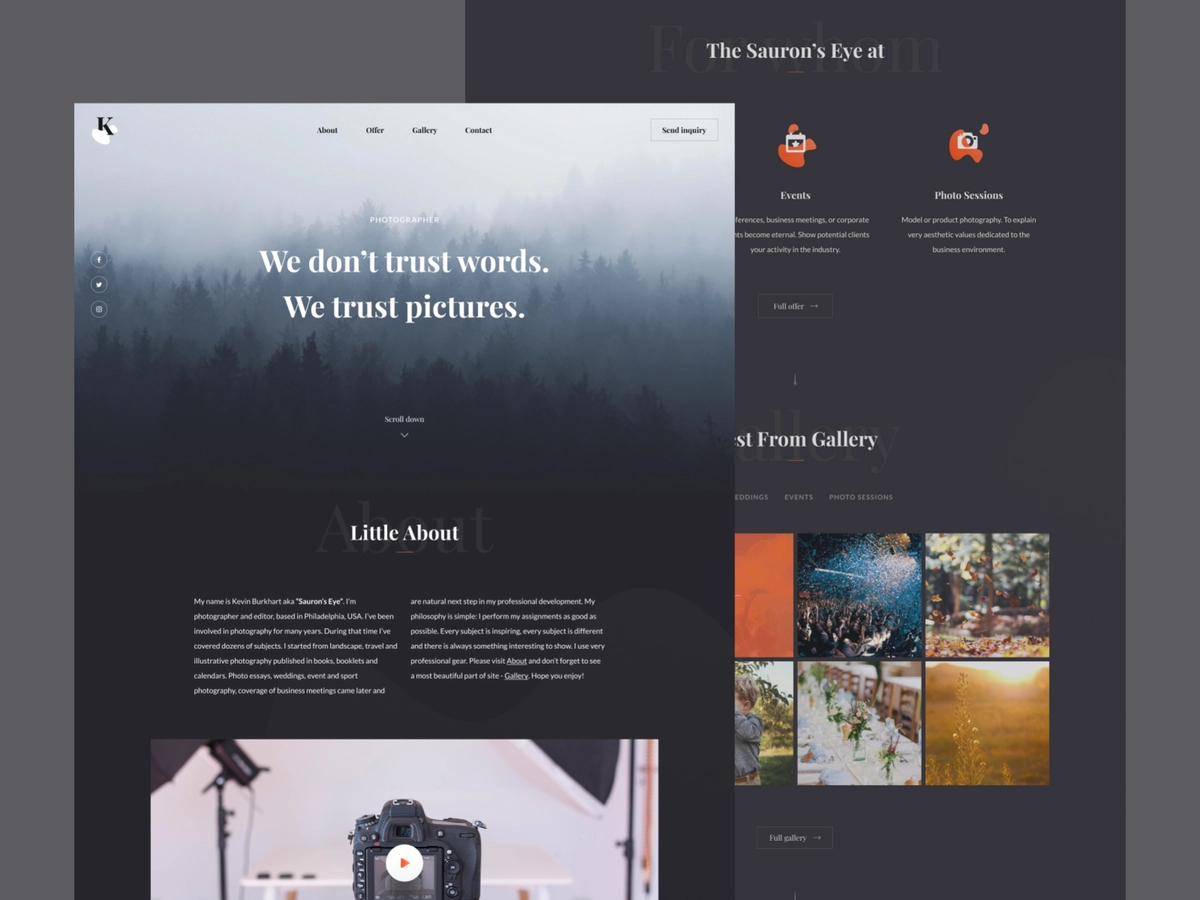 K
About
Offer
Gallery
Contact
Send inquiry
PHOTOGRAPHER
We don't trust words.
We trust pictures.
Scroll down
About
Little About
My name is Kevin Burkhart aka "Sauron's Eye". I'm
photographer and editor, based in Philadelphia, USA. I've been
involved in photography for many years. During that time I've
covered dozens of subjects. I started from landscape, travel and
illustrative photography published in books, booklets and
calendars. Photo essays, weddings, event and sport
photography, coverage of business meetings came later and
are natural next step in my professional development. My
philosophy is simple: I perform my assignments as good as
possible. Every subject is inspiring, every subject is different
and there is always something interesting to show. I use very
professional gear. Please visit About and don't forget to see
a most beautiful part of site - Gallery. Hope you enjoy!
For whom
The Sauron's Eye at
Events
ferences, business meetings, or corporate
nts become eternal. Show potential clients
your activity in the industry.
Photo Sessions
Model or product photography. To explain
very aesthetic values dedicated to the
business environment.
Full offer →
allery
est From Gallery
EDDINGS
EVENTS
PHOTO SESSIONS
Full gallery →